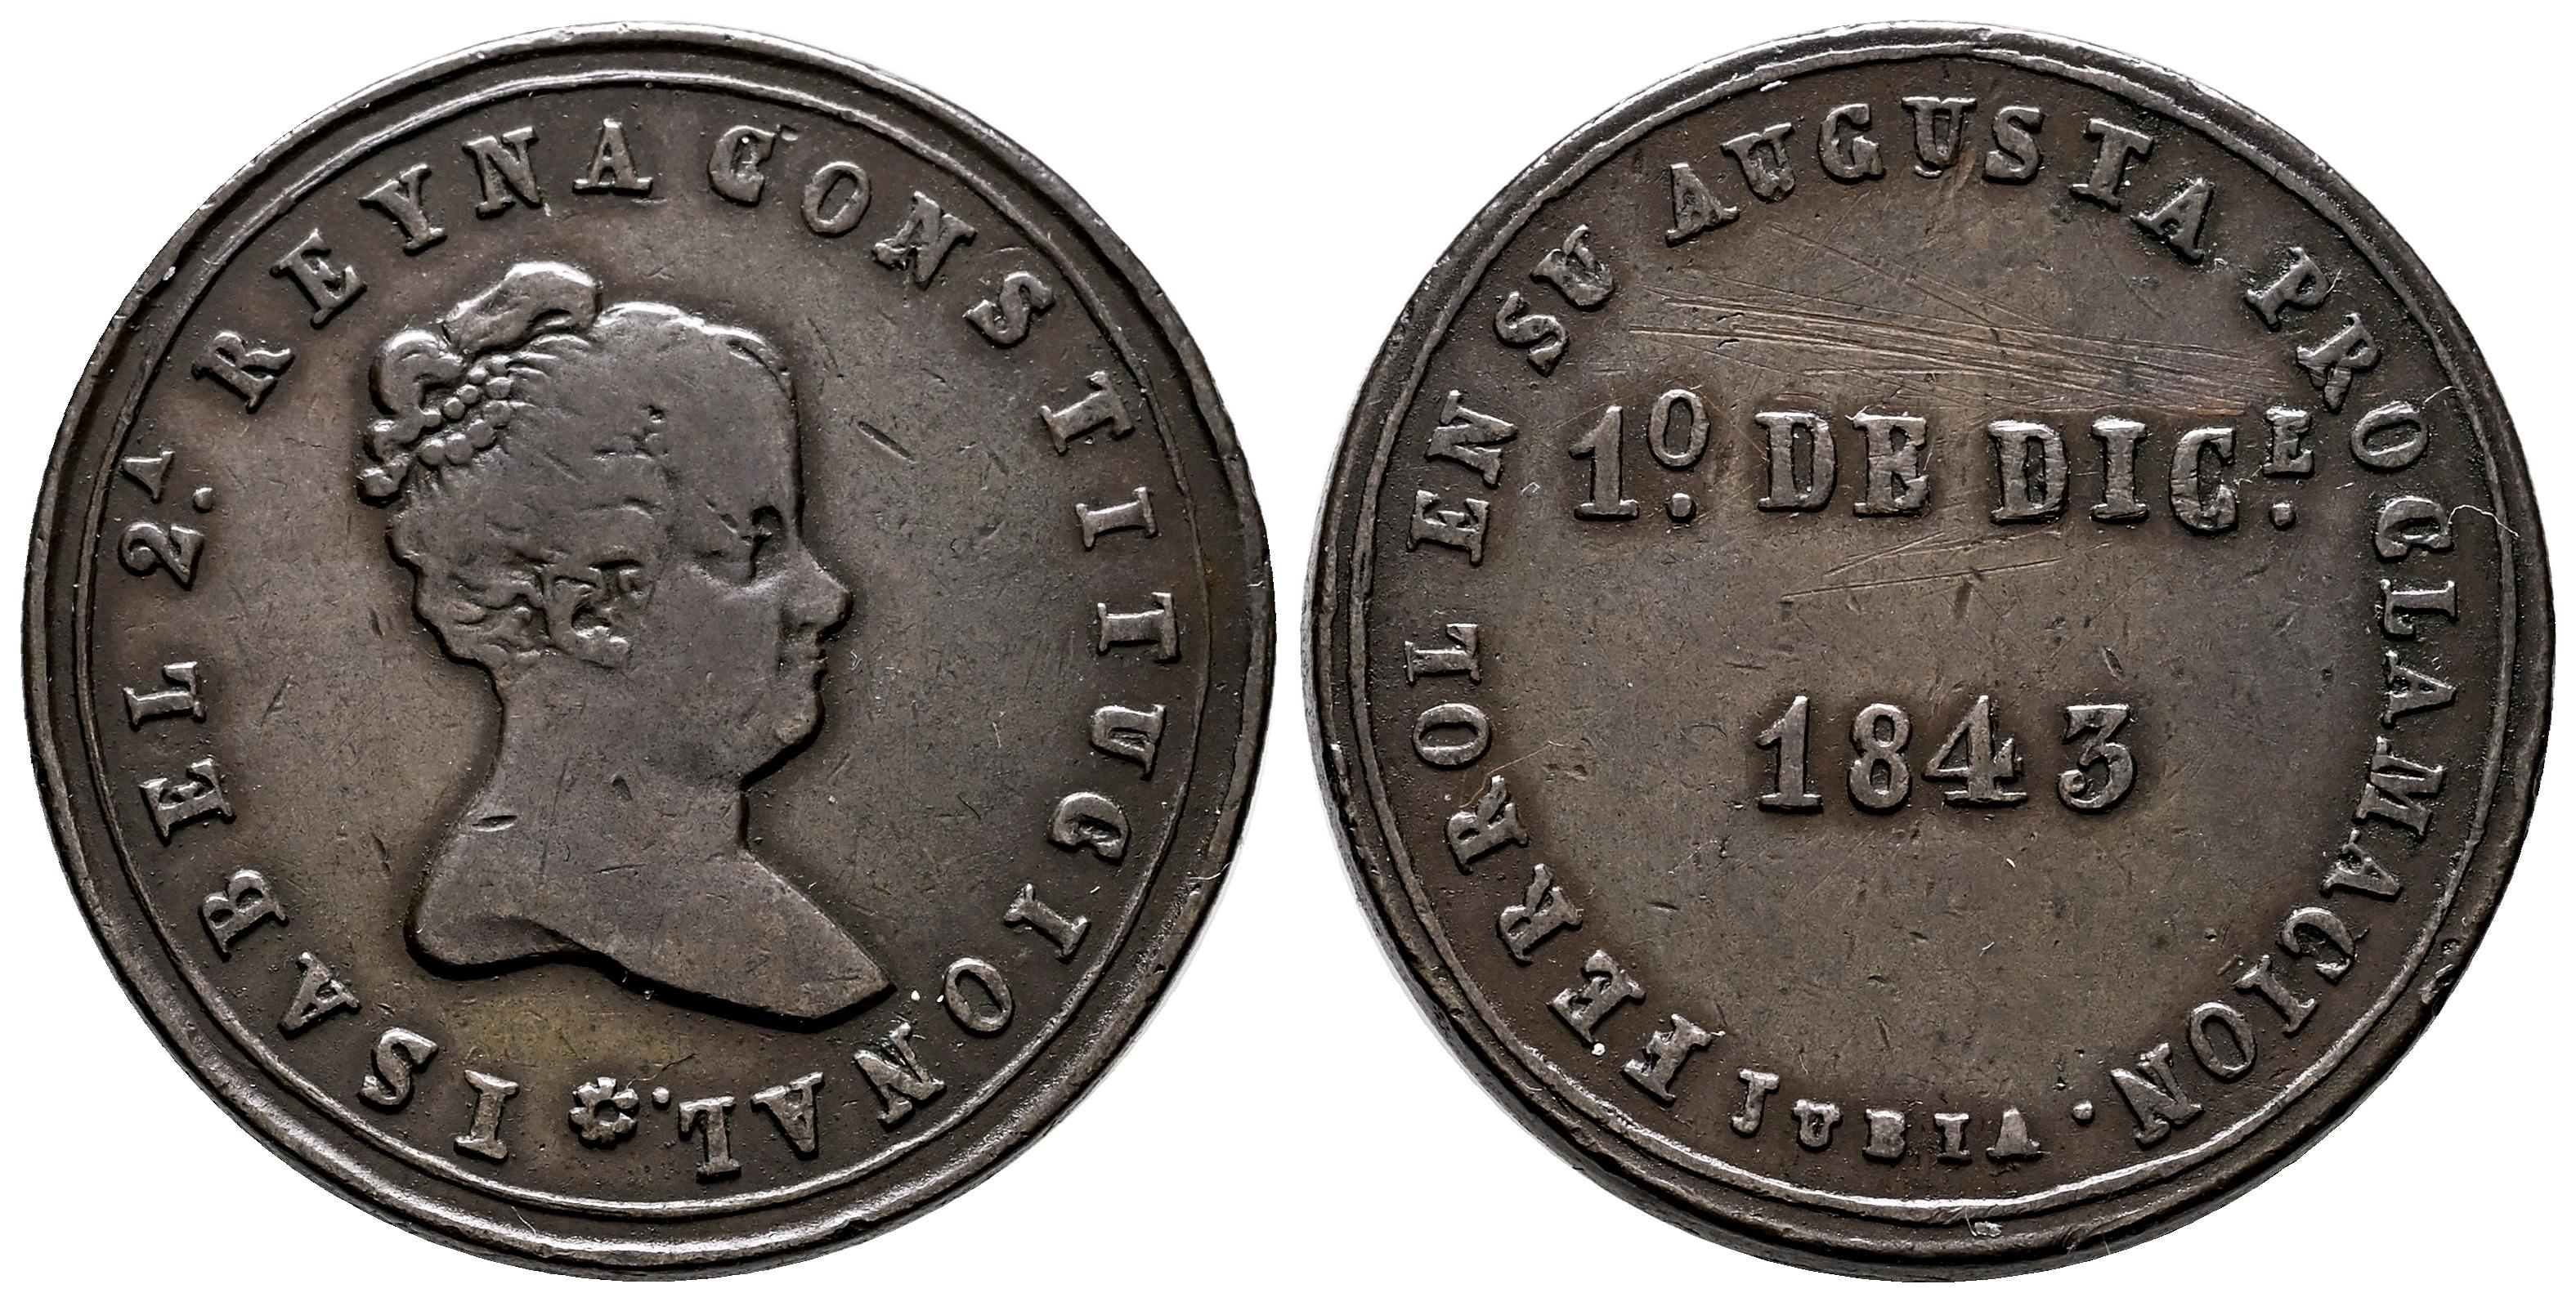 ISABEL 2.ᴬ REYNA CONSTITUCIONAL.
FERROL EN SU AUGUSTA PROCLAMACION.
1.º DE DIC.ᴱ
1843
JUBIA